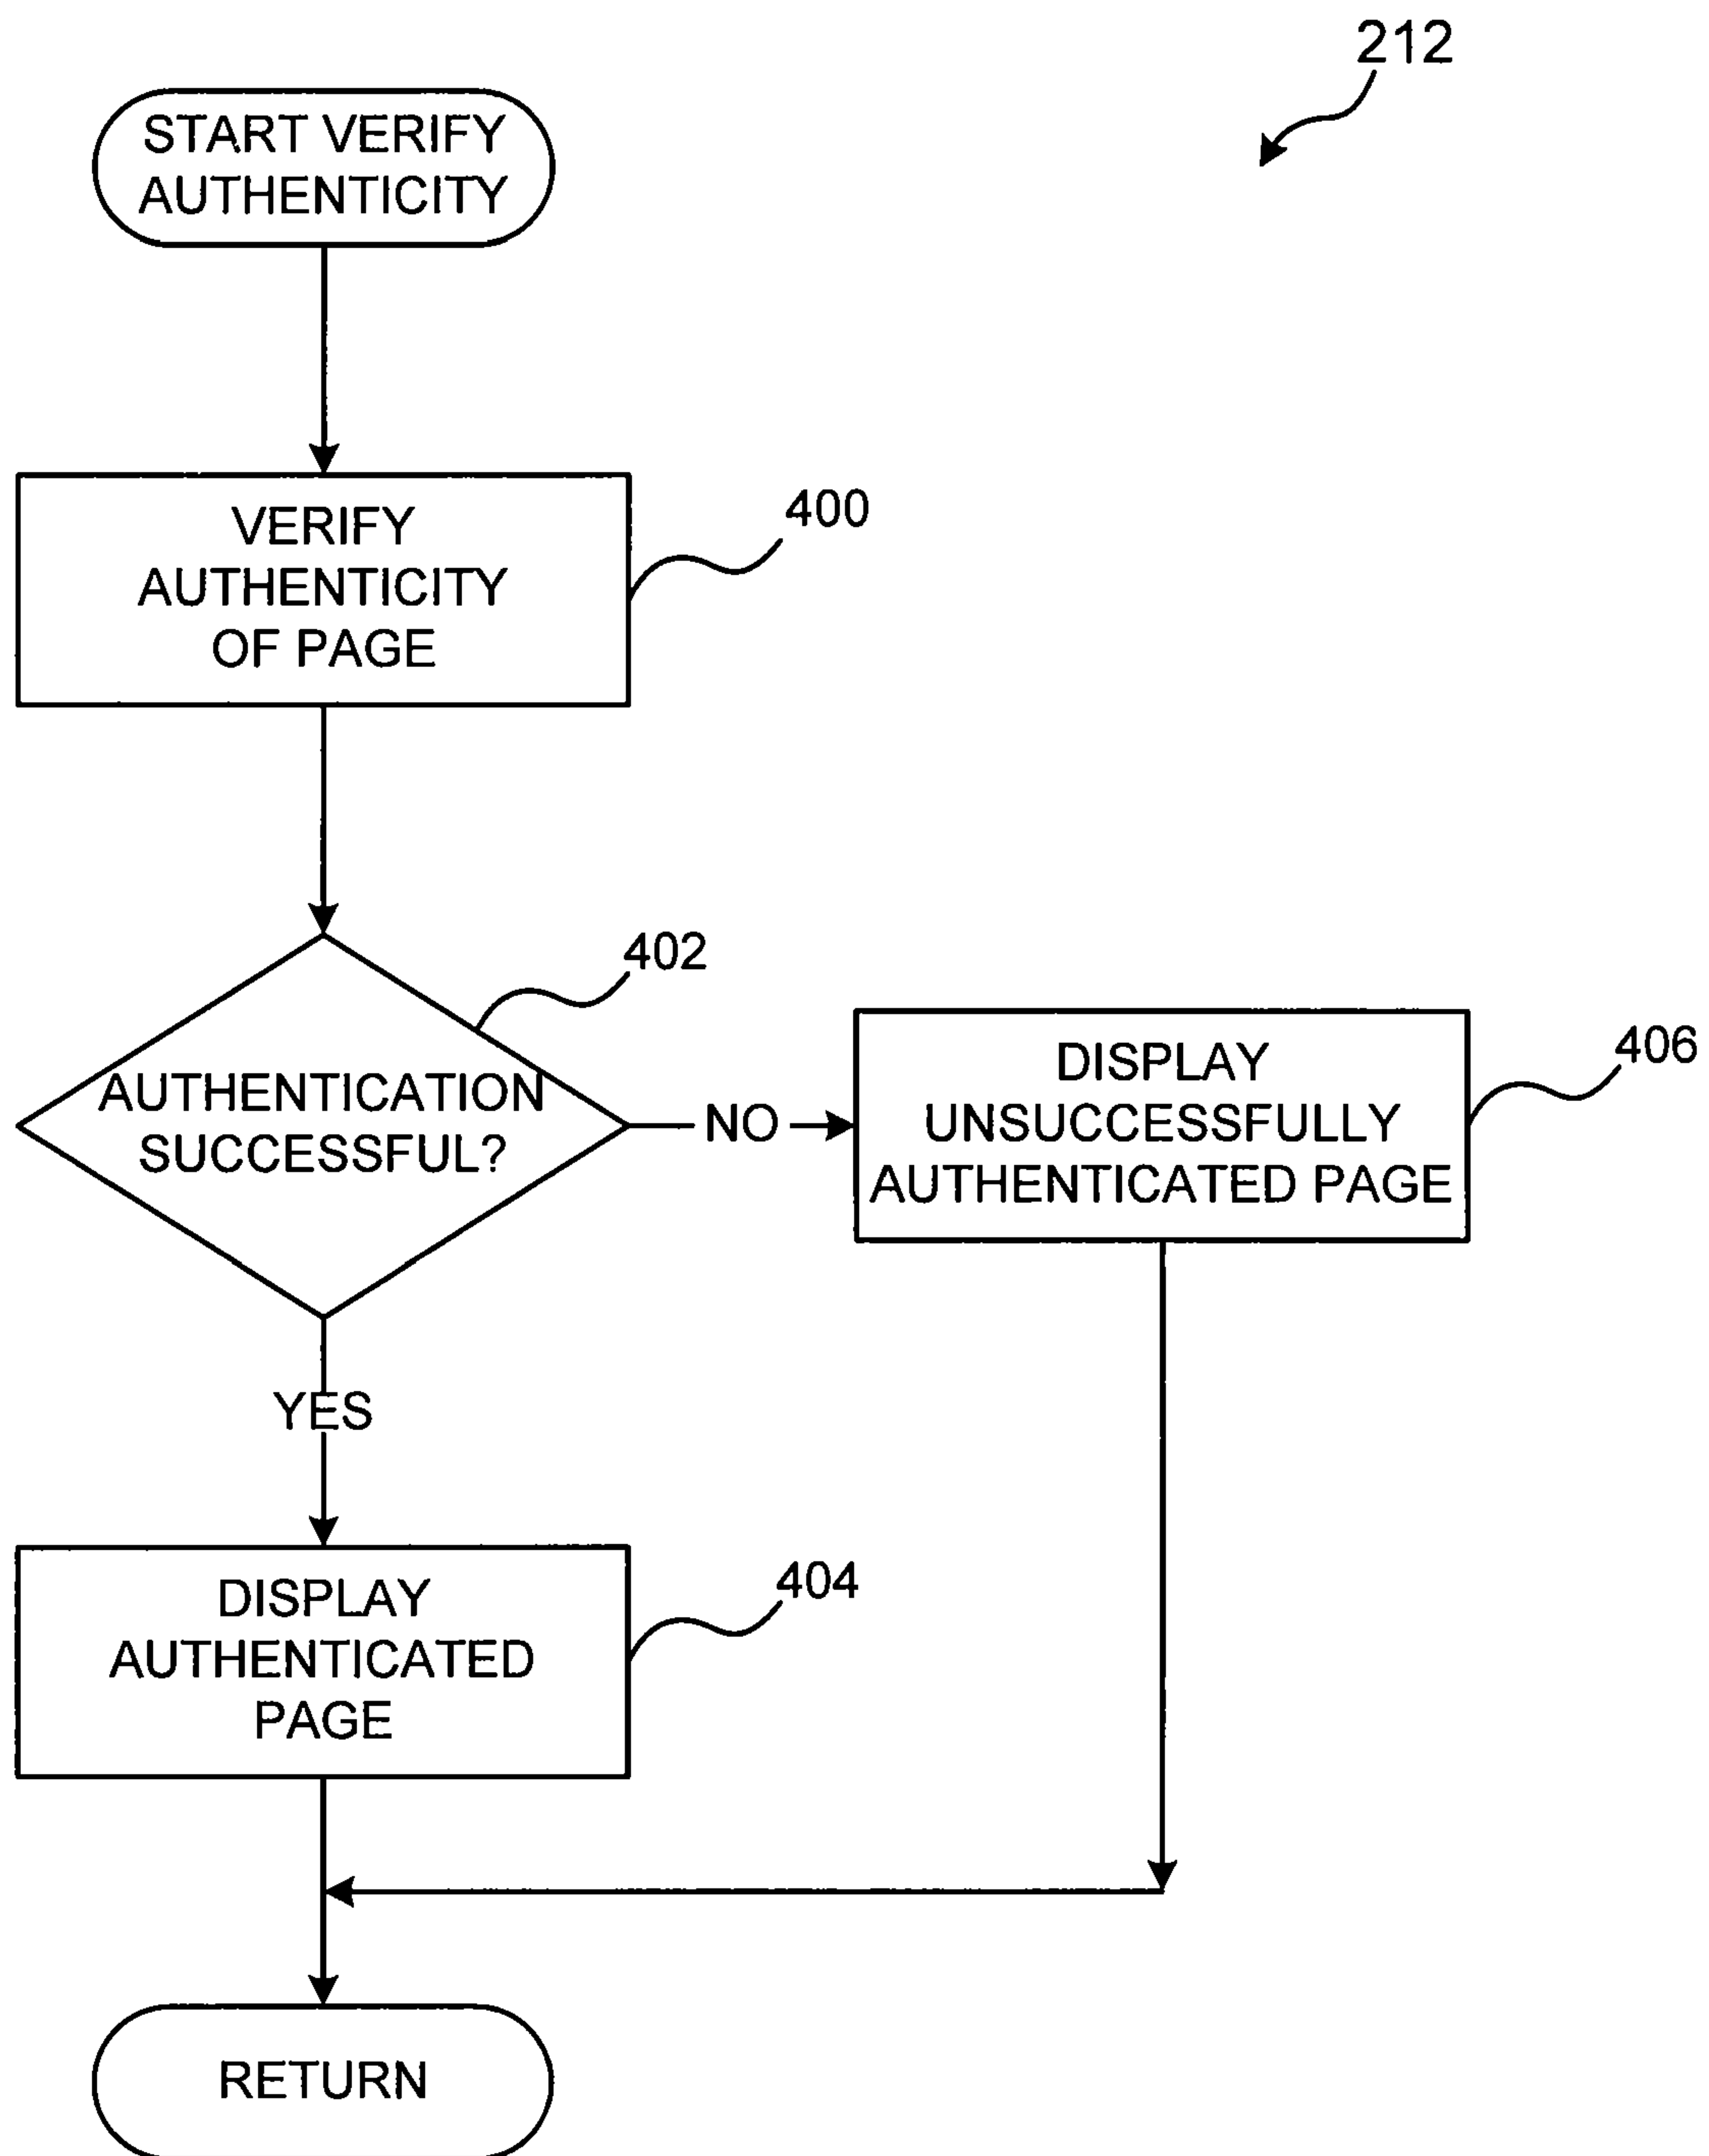 212
START VERIFY
AUTHENTICITY
VERIFY
AUTHENTICITY
OF PAGE
400
402
AUTHENTICATION
SUCCESSFUL?
NO
DISPLAY
UNSUCCESSFULLY
AUTHENTICATED PAGE
406
YES
DISPLAY
AUTHENTICATED
PAGE
404
RETURN